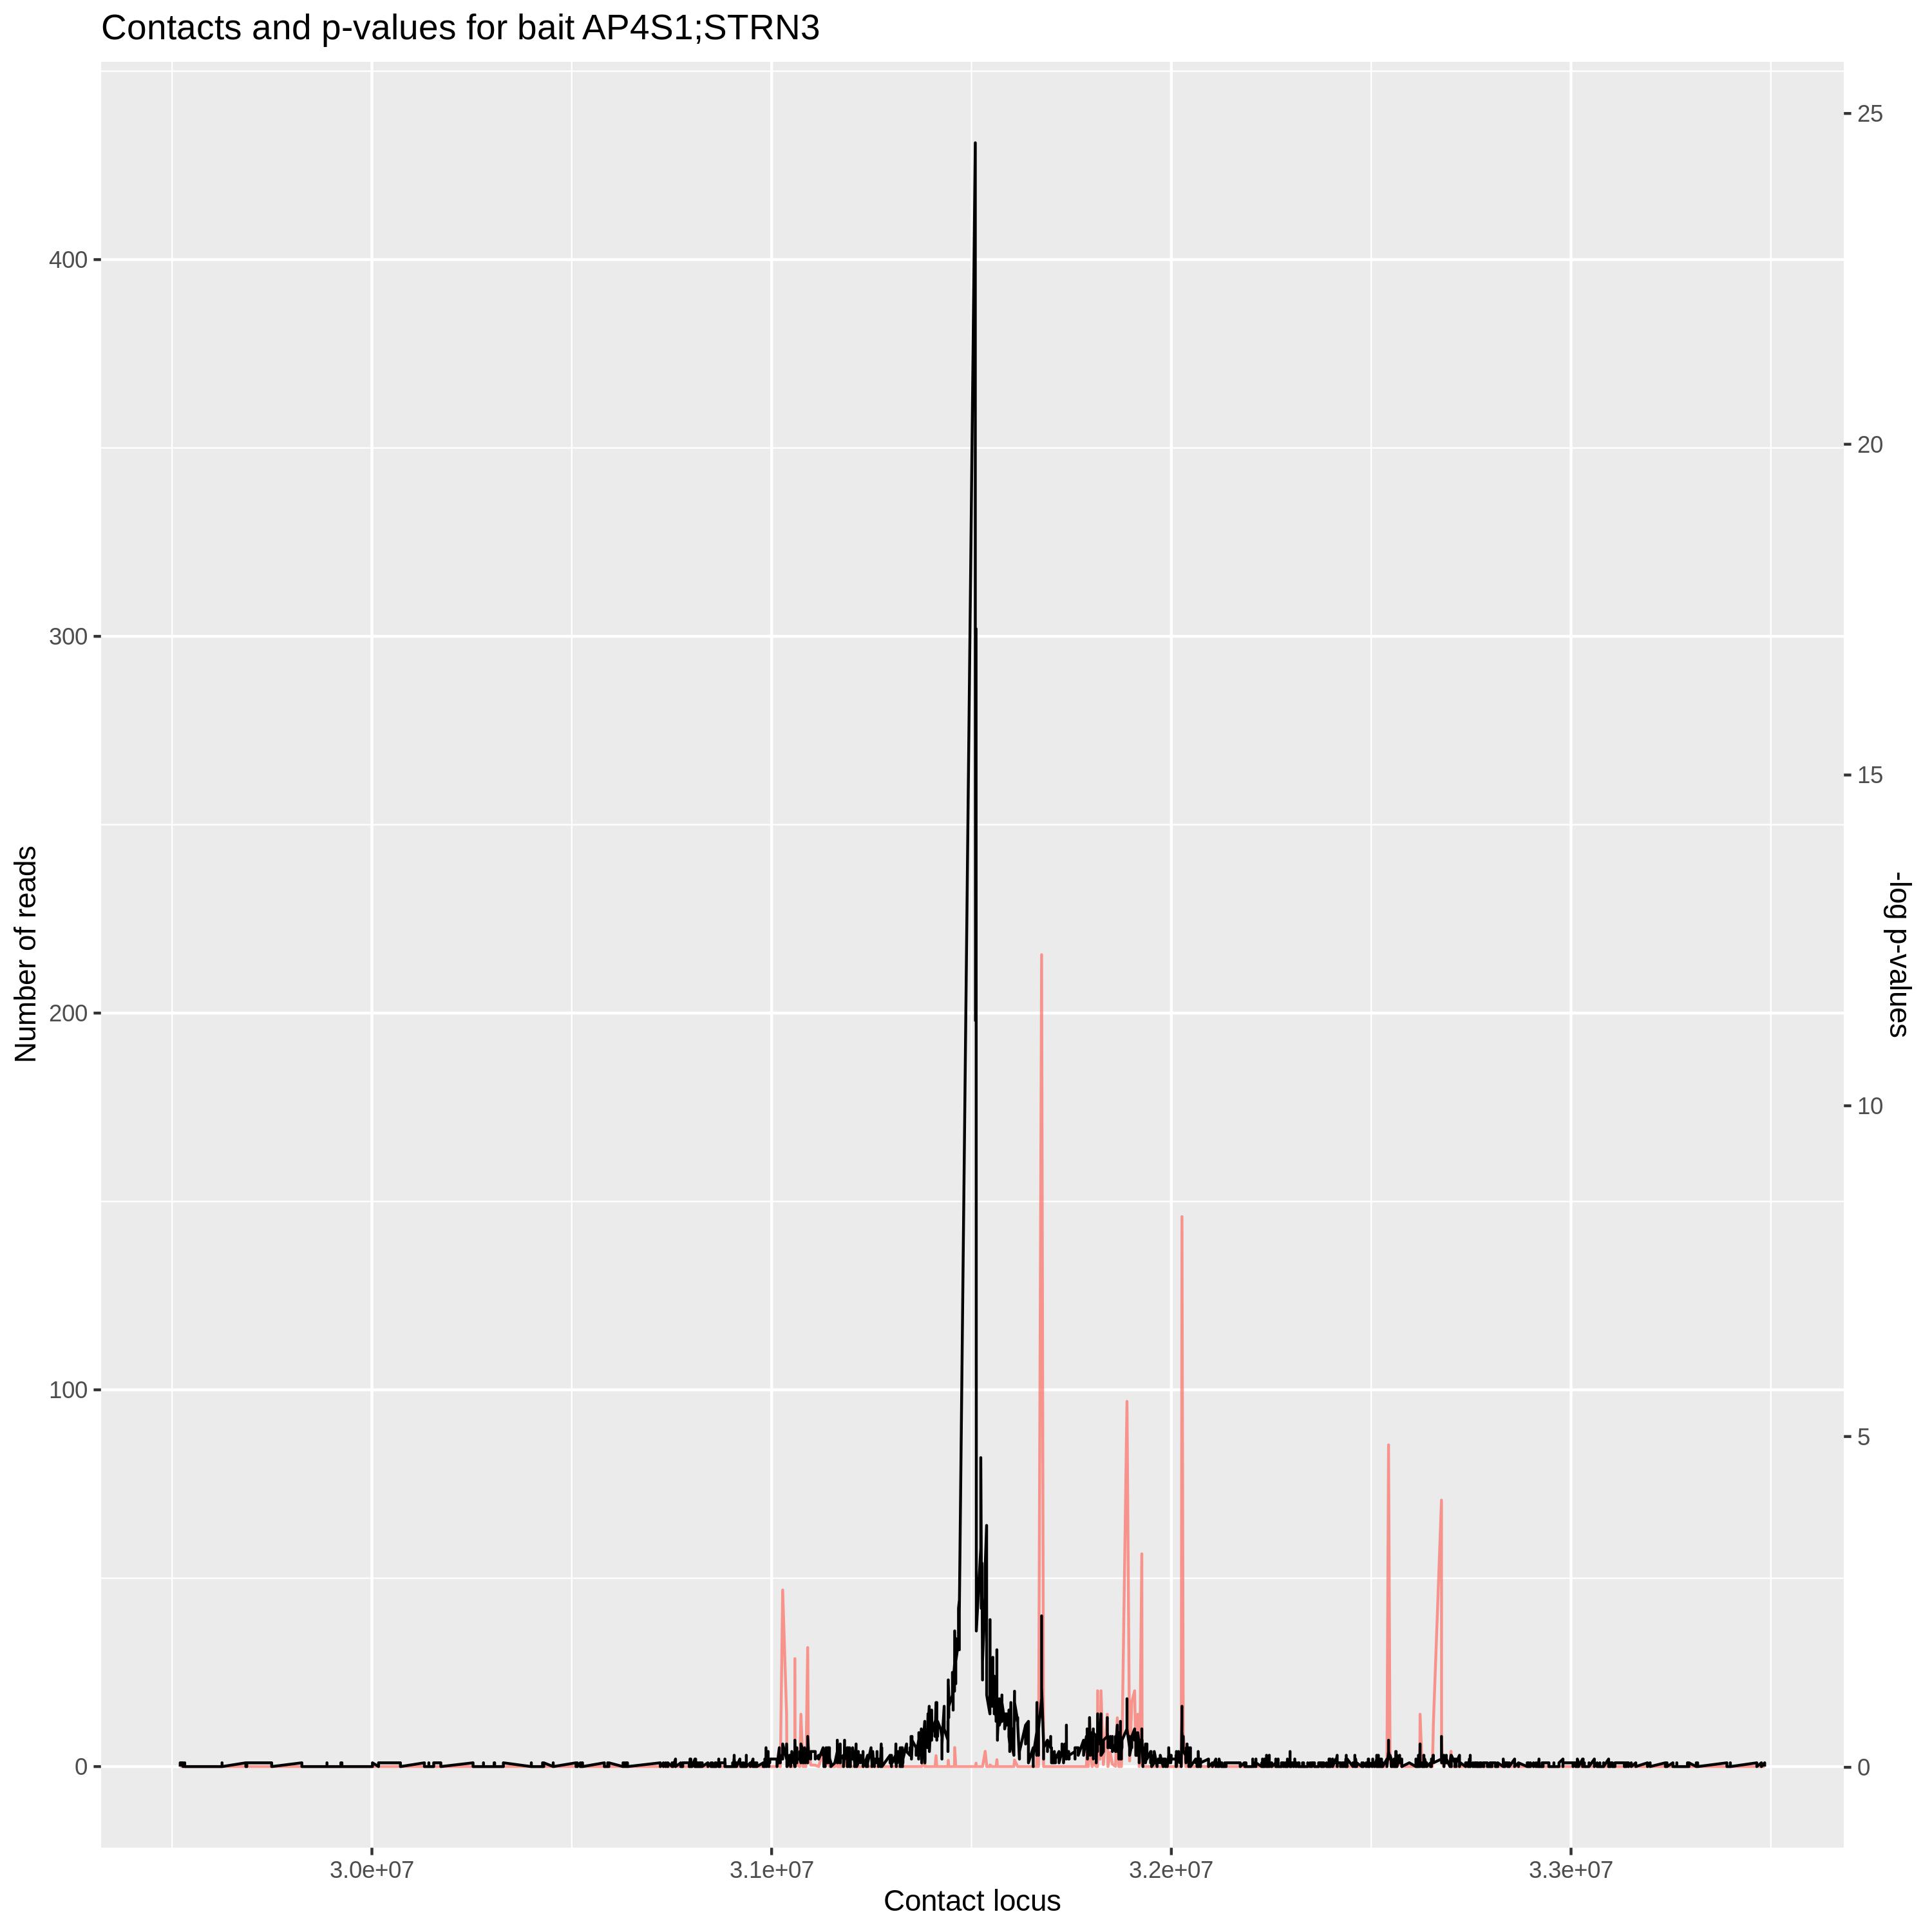 Contacts and p-values for bait AP4S1;STRN3
Number of reads
400
300
200
100
0
25
20
15
10
5
0
-log p-values
3.0e+07
3.1e+07
3.2e+07
3.3e+07
Contact locus